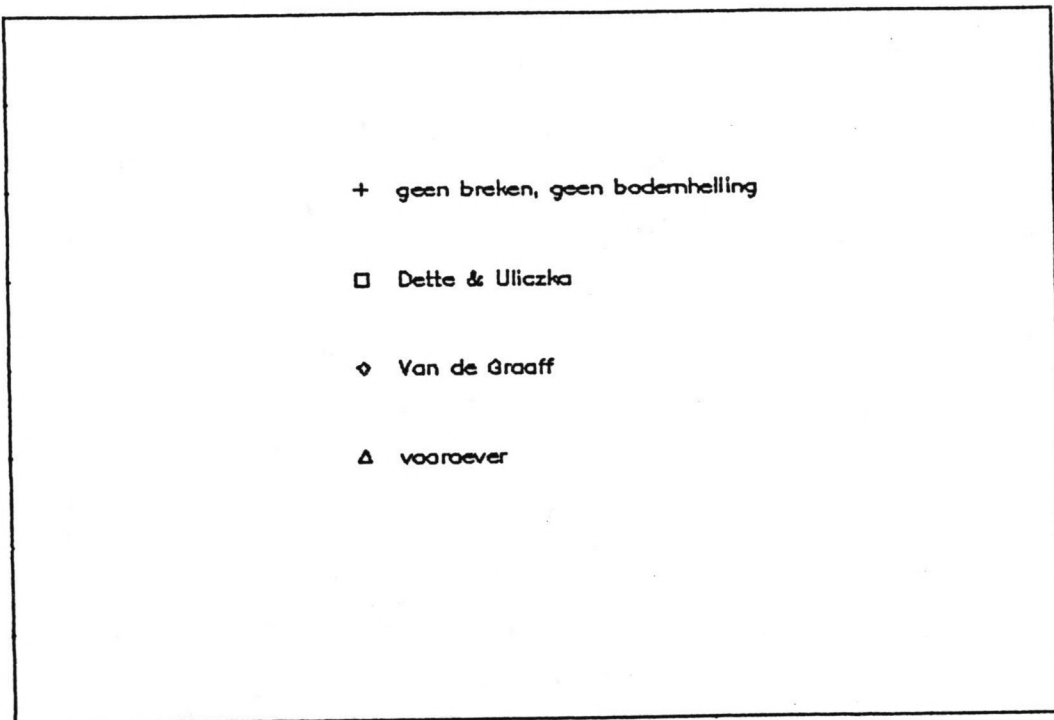 + geen breken, geen bodemhelling
□ Dette & Uliczka
◇ Van de Graaff
△ vooroever